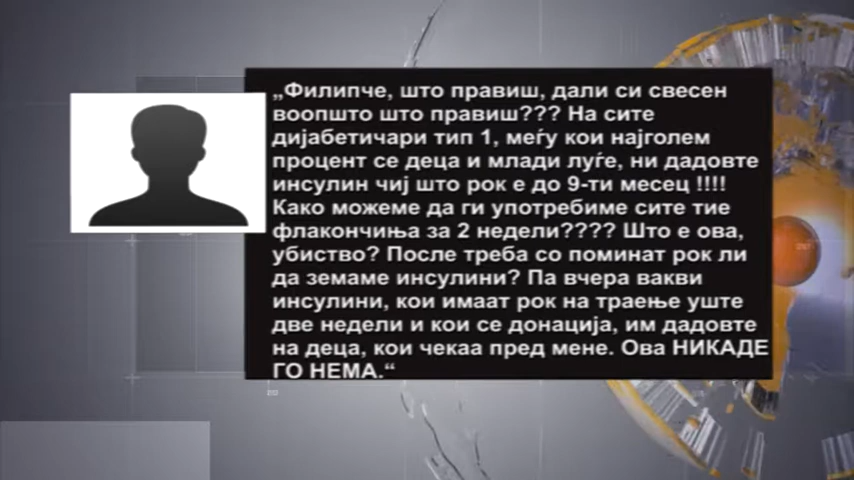 „Филипче, што правиш, дали си свесен
воопшто што правиш??? На сите
дијабетичари тип 1, меѓу кои најголем
процент се деца и млади луѓе, ни дадовте
инсулин чиј што рок е до 9-ти месец !!!!
Како можеме да ги употребиме сите тие
флакончиња за 2 недели???? Што е ова,
убиство? После треба со поминат рок ли
да земаме инсулини? Па вчера вакви
инсулини, кои имаат рок на траење уште
две недели и кои се донација, им дадовте
на деца, кои чекаа пред мене. Ова НИКАДЕ
ГО НЕМА.“